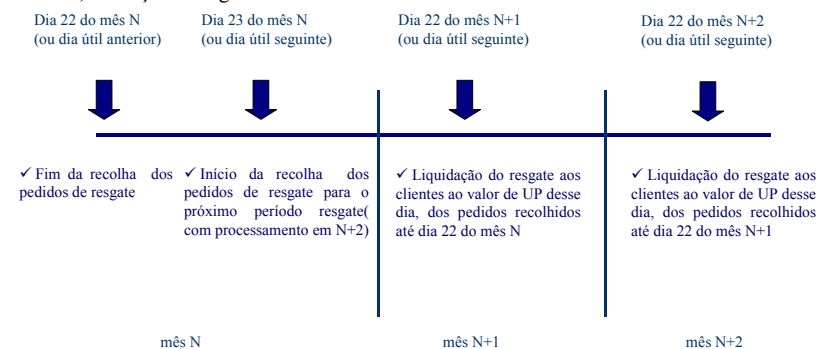 Dia 22 do mês N
(ou dia útil anterior)
Dia 23 do mês N
(ou dia útil seguinte)
Dia 22 do mês N+1
(ou dia útil seguinte)
Dia 22 do mês N+2
(ou dia útil seguinte)
✓ Fim da recolha dos
pedidos de resgate
✓ Início da recolha dos
pedidos de resgate para o
próximo período resgate(
com processamento em N+2)
✓ Liquidação do resgate aos
clientes ao valor de UP desse
dia, dos pedidos recolhidos
até dia 22 do mês N
✓ Liquidação do resgate aos
clientes ao valor de UP desse
dia, dos pedidos recolhidos
até dia 22 do mês N+1
mês N
mês N+1
mês N+2